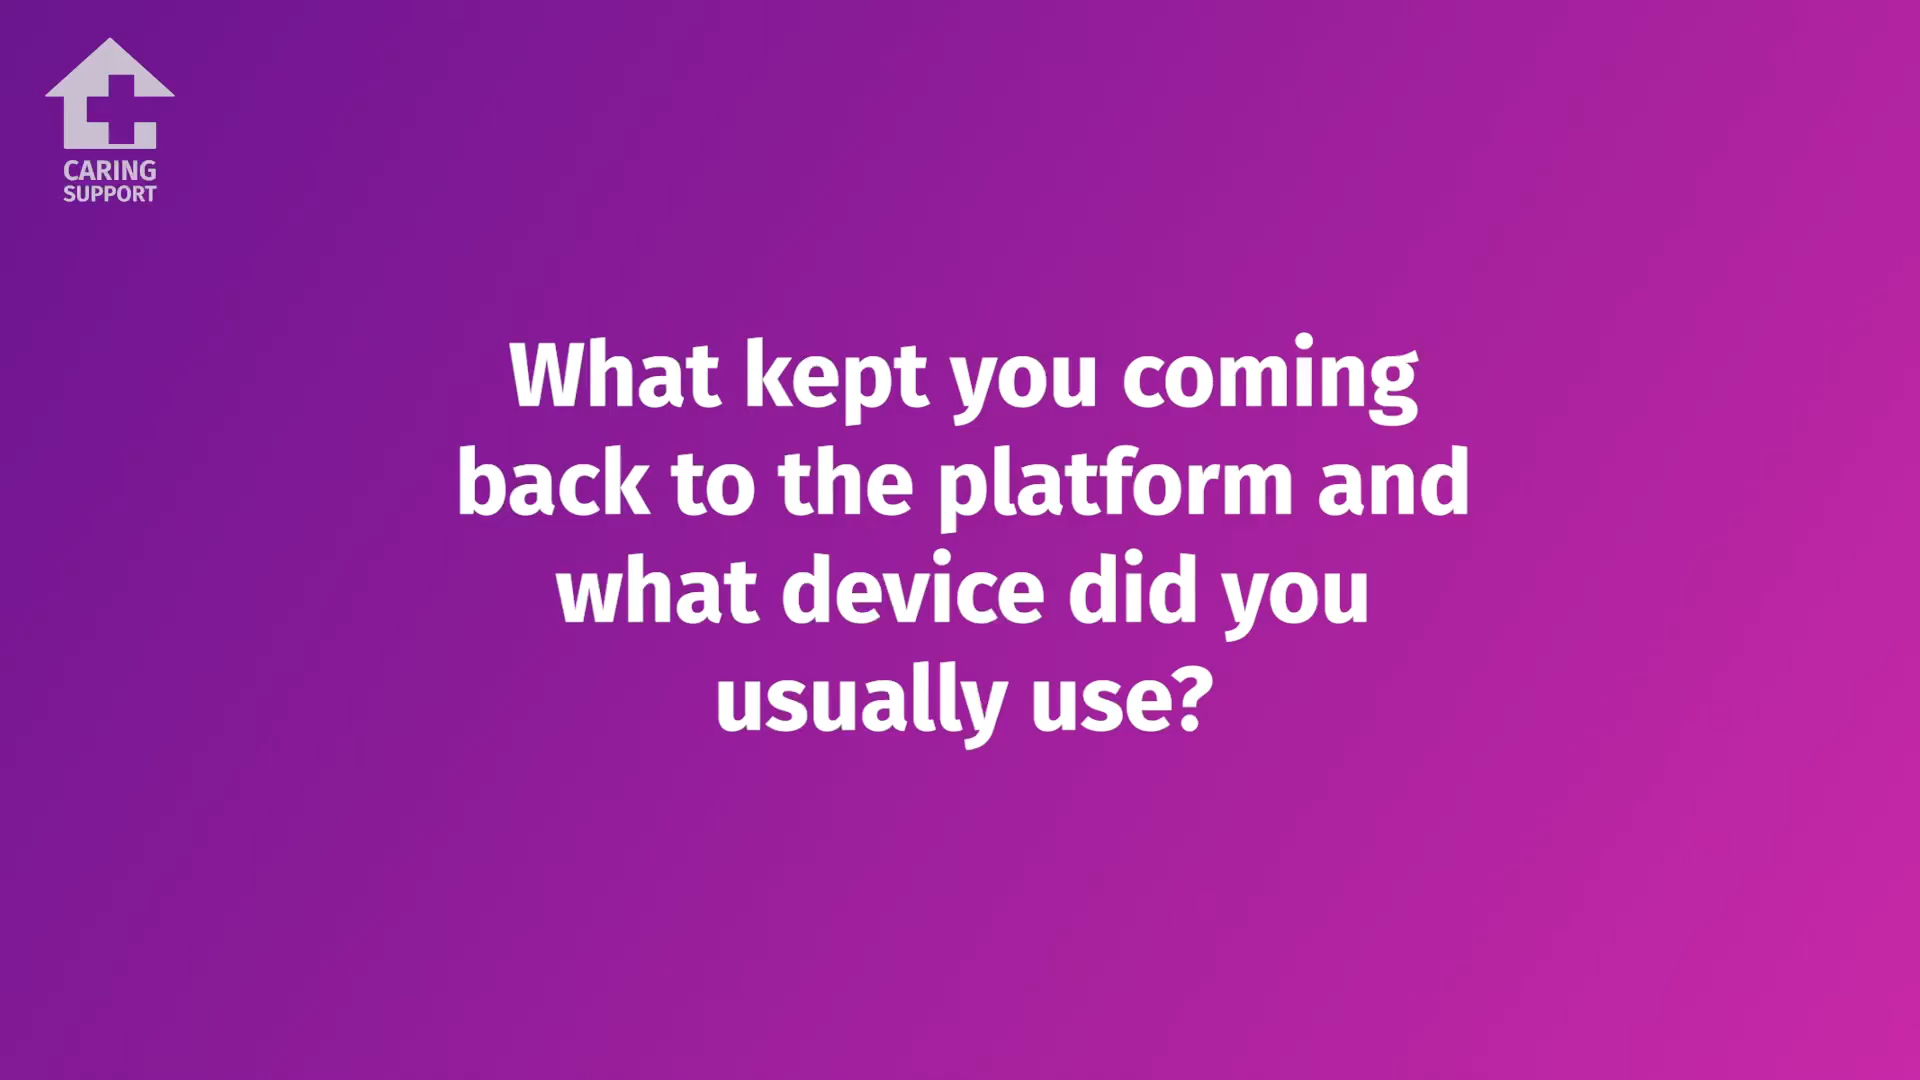 CARING
SUPPORT
What kept you coming
back to the platform and
what device did you
usually use?